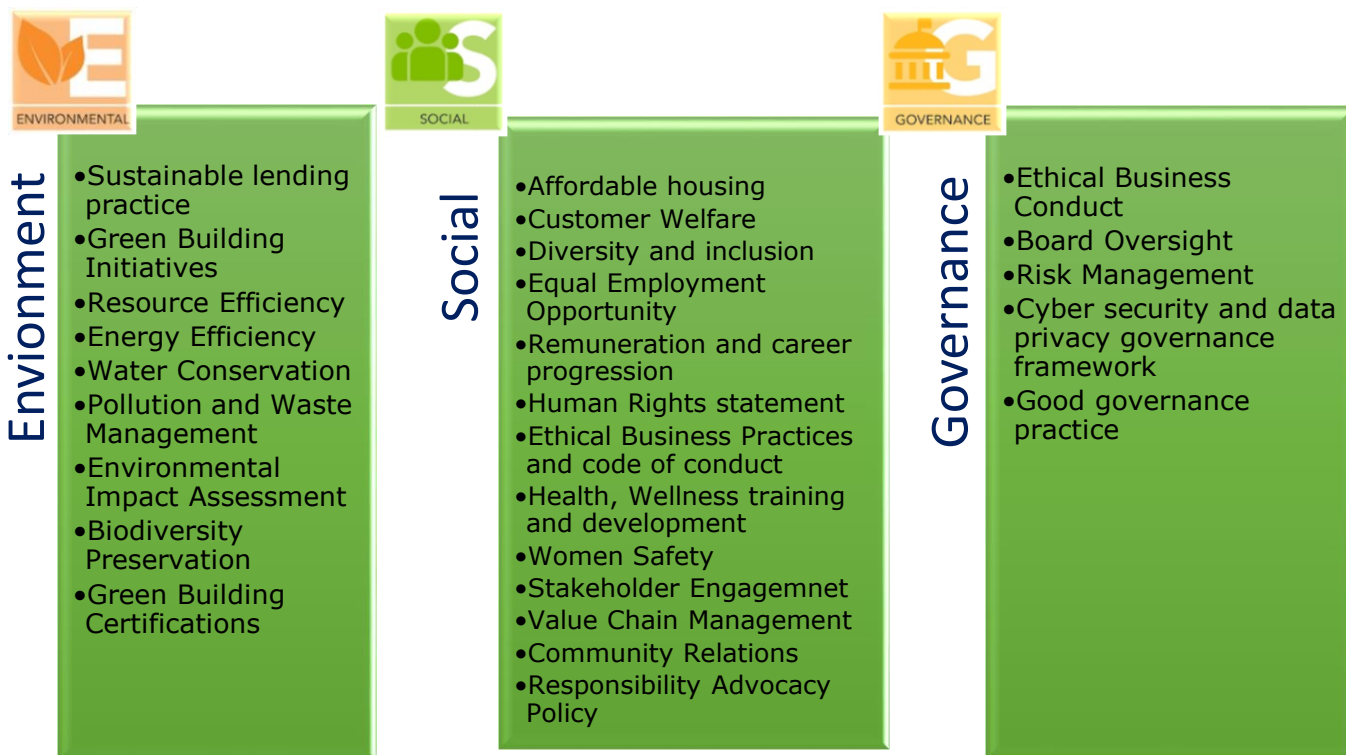 E
ENVIRONMENTAL
Envionment
•Sustainable lending
practice
•Green Building
Initiatives
•Resource Efficiency
•Energy Efficiency
•Water Conservation
•Pollution and Waste
Management
•Environmental
Impact Assessment
•Biodiversity
Preservation
•Green Building
Certifications
S
SOCIAL
Social
•Affordable housing
•Customer Welfare
•Diversity and inclusion
•Equal Employment
Opportunity
•Remuneration and career
progression
•Human Rights statement
•Ethical Business Practices
and code of conduct
•Health, Wellness training
and development
•Women Safety
•Stakeholder Engagemnet
•Value Chain Management
•Community Relations
•Responsibility Advocacy
Policy
G
GOVERNANCE
Governance
•Ethical Business
Conduct
•Board Oversight
•Risk Management
•Cyber security and data
privacy governance
framework
•Good governance
practice